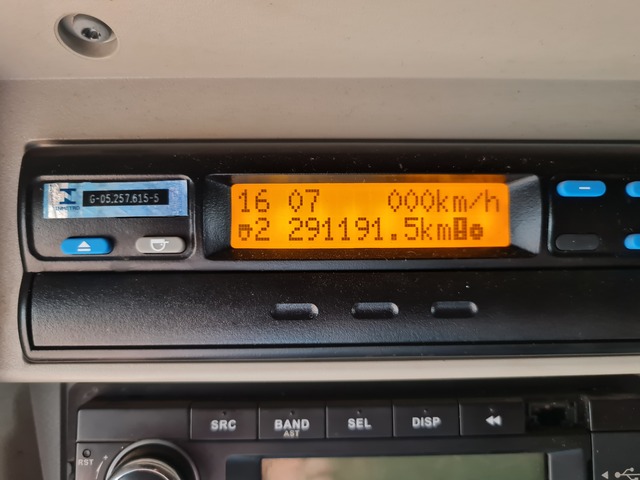 G-05.257.615-5
16 07 000km/h
2 291191.5km
SRC BAND SEL DISP
AST
RST